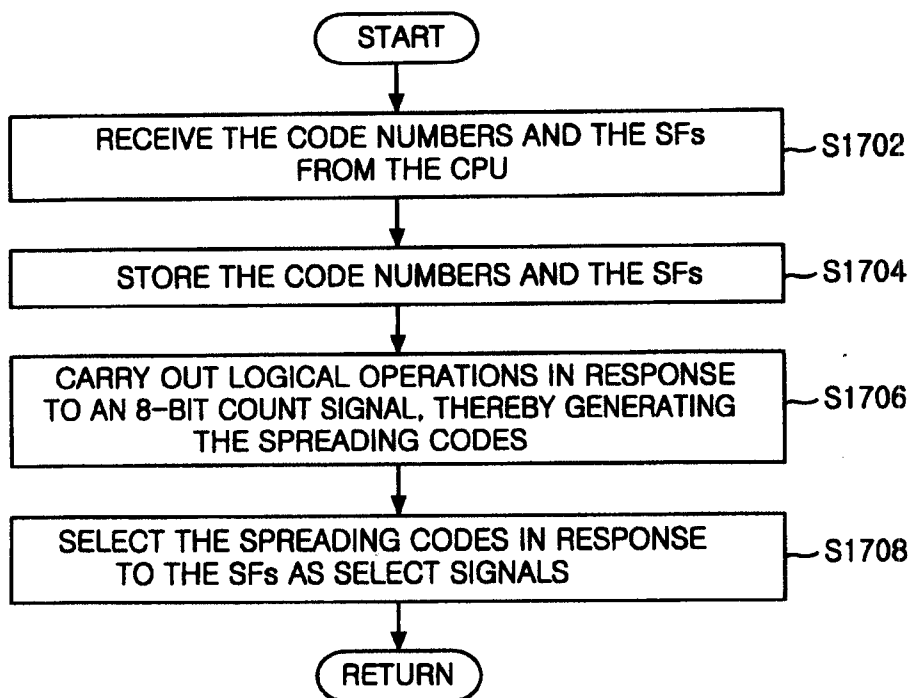 START
RECEIVE THE CODE NUMBERS AND THE SFs
FROM THE CPU
S1702
STORE THE CODE NUMBERS AND THE SFs
S1704
CARRY OUT LOGICAL OPERATIONS IN RESPONSE
TO AN 8-BIT COUNT SIGNAL, THEREBY GENERATING
THE SPREADING CODES
S1706
SELECT THE SPREADING CODES IN RESPONSE
TO THE SFs AS SELECT SIGNALS
S1708
RETURN